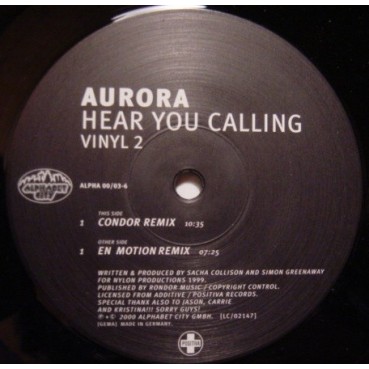 AURORA
HEAR YOU CALLING
VINYL 2
ALPHABET CITY
ALPHA 00/03-6
THIS SIDE
1 CONDOR REMIX 10:35
OTHER SIDE
1 EN MOTION REMIX 07:25
WRITTEN & PRODUCED BY SACHA COLLISON AND SIMON GREENAWAY
FOR NYLON PRODUCTIONS 1999.
PUBLISHED BY RONDOR MUSIC / COPYRIGHT CONTROL.
LICENSED FROM ADDITIVE / POSITIVA RECORDS.
SPECIAL THANX ALSO TO JASON, CARRIE
AND KRISTINA!!! SORRY GUYS!
℗ + © 2000 ALPHABET CITY GMBH. [LC/02147]
[GEMA] MADE IN GERMANY.
POSITIVA